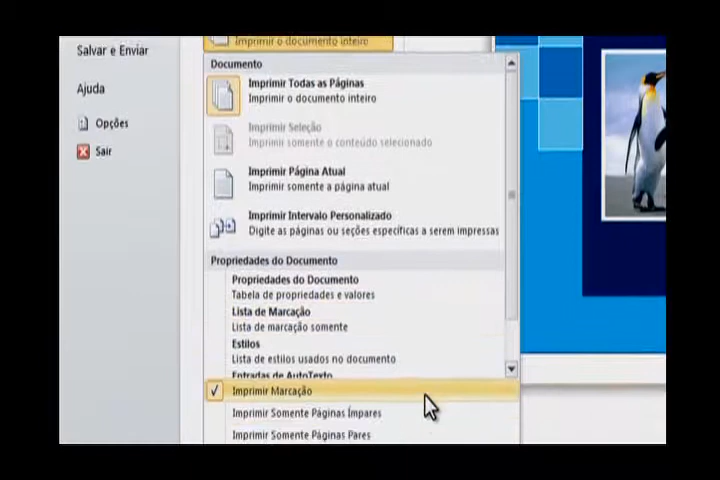 Salvar e Enviar
Ajuda
Opções
Sair
Imprimir o documento inteiro
Documento
Imprimir Todas as Páginas
Imprimir o documento inteiro
Imprimir Seleção
Imprimir somente o conteúdo selecionado
Imprimir Página Atual
Imprimir somente a página atual
Imprimir Intervalo Personalizado
Digite as páginas ou seções específicas a serem impressas
Propriedades do Documento
Propriedades do Documento
Tabela de propriedades e valores
Lista de Marcação
Lista de marcação somente
Estilos
Lista de estilos usados no documento
Entradas de AutoTexto
Imprimir Marcação
Imprimir Somente Páginas Ímpares
Imprimir Somente Páginas Pares